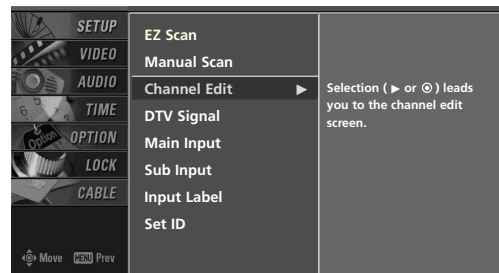 SETUP
VIDEO
AUDIO
TIME
OPTION
LOCK
CABLE
Move MENU Prev
EZ Scan
Manual Scan
Channel Edit ▶
DTV Signal
Main Input
Sub Input
Input Label
Set ID
Selection ( ▶ or ⊙ ) leads
you to the channel edit
screen.